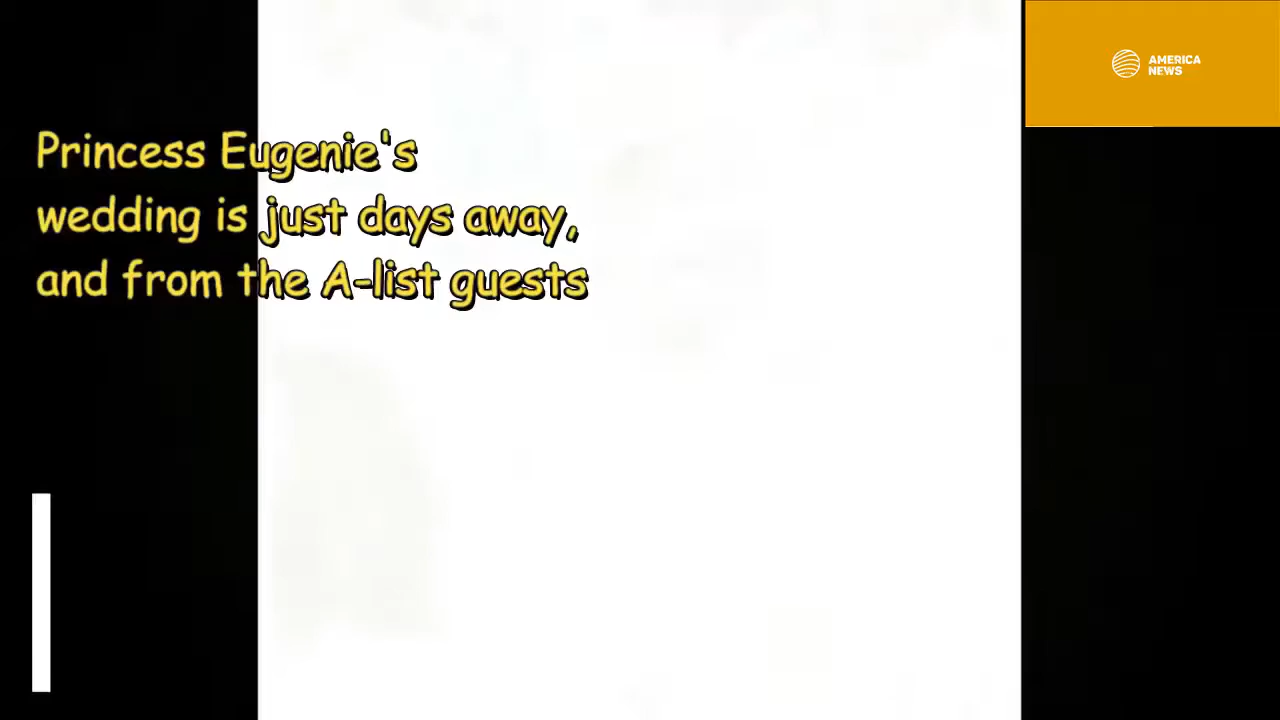 AMERICA
NEWS
Princess Eugenie's
wedding is just days away,
and from the A-list guests